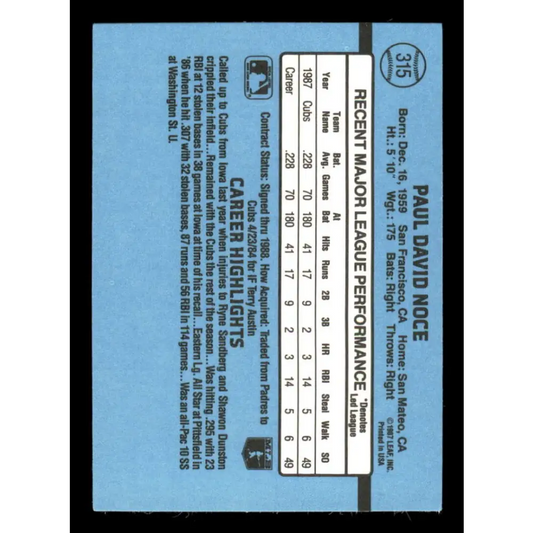 315
PAUL DAVID NOCE
Born: Dec. 16, 1959 San Francisco, CA Home: San Mateo, CA
Ht.: 5'10" Wgt.: 175 Bats: Right Throws: Right
©1987 LEAF, INC.
Printed in USA
RECENT MAJOR LEAGUE PERFORMANCE *Denotes Led League
Year Team Name Bat. Avg. Games At Bat Hits Runs 2B 3B HR RBI Steal Walk SO
1987 Cubs .228 70 180 41 17 9 2 3 14 5 6 49
Career .228 70 180 41 17 9 2 3 14 5 6 49
Contract Status: Signed thru 1988. How Acquired: Traded from Padres to
Cubs 4/23/84 for IF Terry Austin
CAREER HIGHLIGHTS
Called up to Cubs from Iowa last year when injuries to Ryne Sandberg and Shawon Dunston
crippled their infield... Remained with the Cubs the rest of the season... Was hitting .295 with 23
RBI at 12 stolen bases in 38 games at Iowa at time of his recall... Eastern Lg. All Star at Pittsfield in
'86 when he hit .307 with 32 stolen bases, 87 runs and 56 RBI in 114 games... Was an all-Pac 10 SS
at Washington St. U.